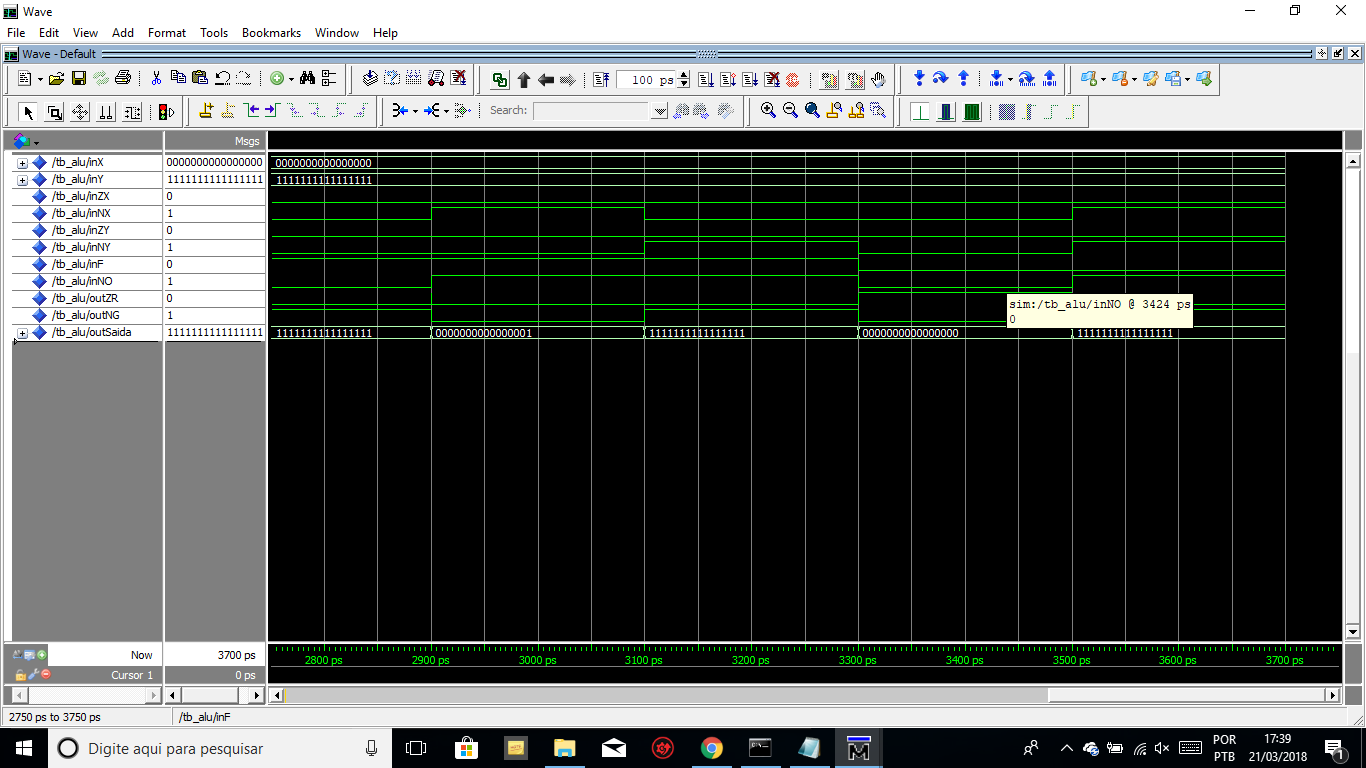 Wave
File Edit View Add Format Tools Bookmarks Window Help
Wave - Default
100 ps
Search:
Msgs
/tb_alu/inX 0000000000000000 0000000000000000
/tb_alu/inY 1111111111111111 1111111111111111
/tb_alu/inZX 0
/tb_alu/inNX 1
/tb_alu/inZY 0
/tb_alu/inNY 1
/tb_alu/inF 0
/tb_alu/inNO 1
/tb_alu/outZR 0
/tb_alu/outNG 1
/tb_alu/outSaida 1111111111111111 1111111111111111 0000000000000001 1111111111111111 0000000000000000 1111111111111111
sim:/tb_alu/inNO @ 3424 ps
0
Now 3700 ps
Cursor 1 0 ps
2800 ps 2900 ps 3000 ps 3100 ps 3200 ps 3300 ps 3400 ps 3500 ps 3600 ps 3700 ps
2750 ps to 3750 ps /tb_alu/inF
Digite aqui para pesquisar
POR
PTB
17:39
21/03/2018
1